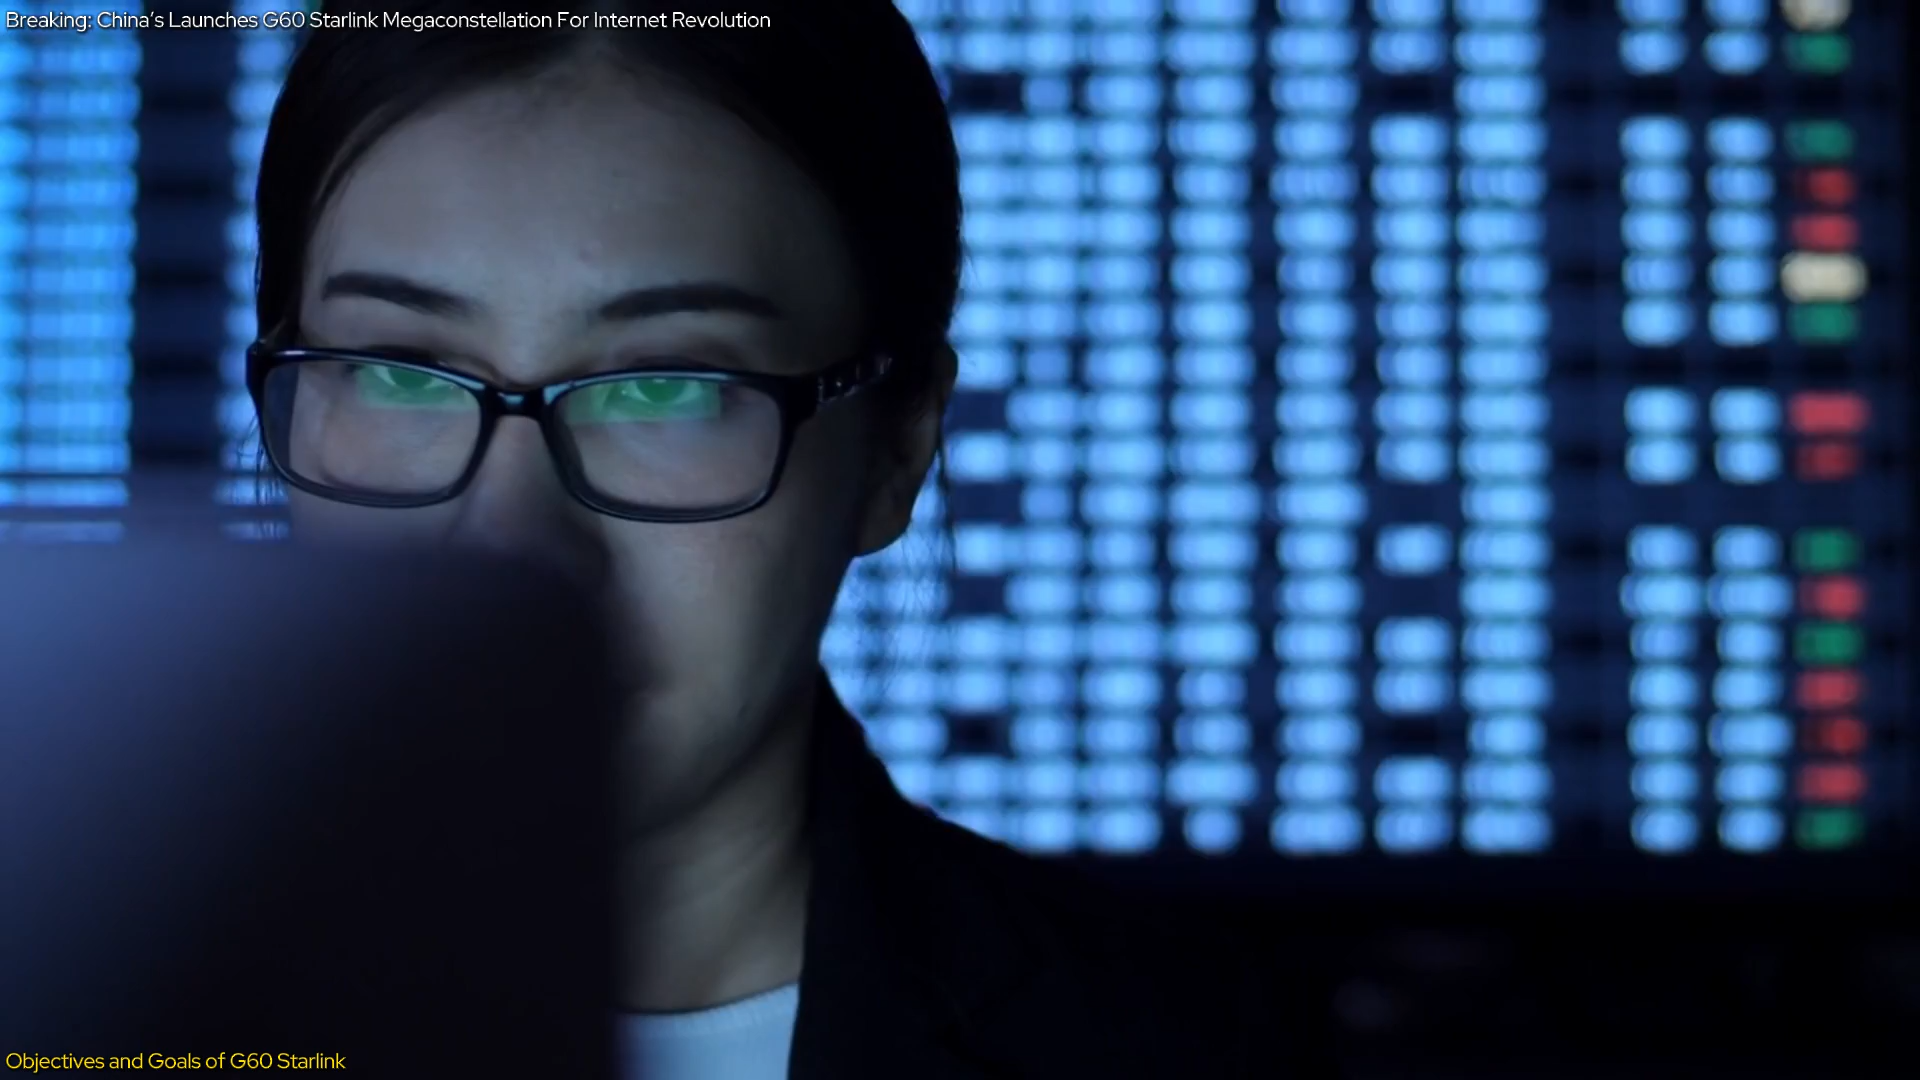 Breaking: China's Launches G60 Starlink Megaconstellation For Internet Revolution
Objectives and Goals of G60 Starlink